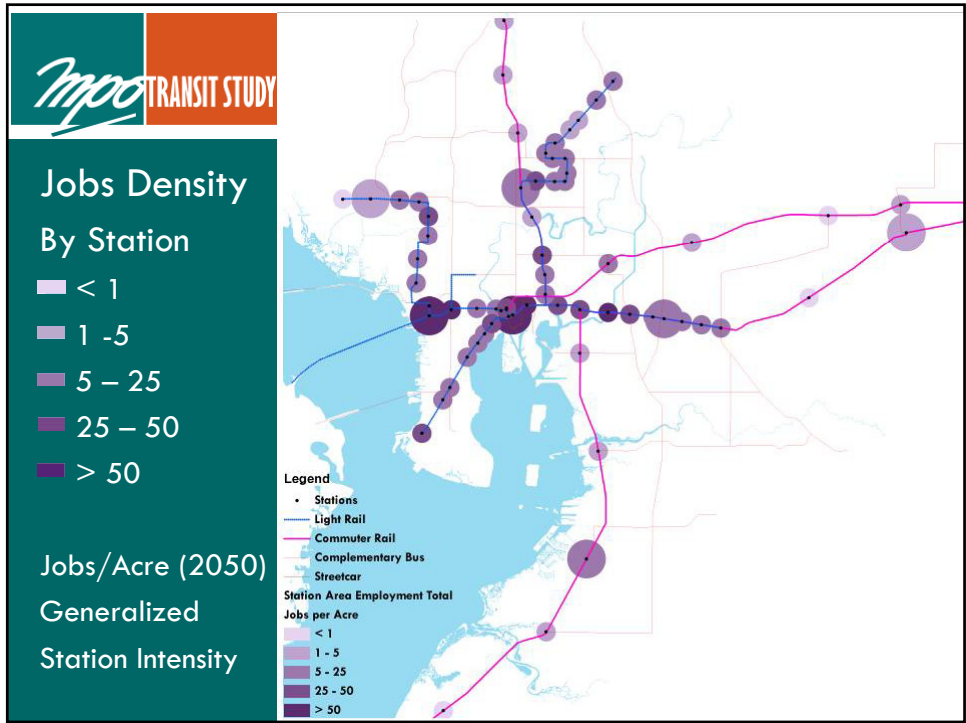 mpo TRANSIT STUDY
Jobs Density
By Station
< 1
1 -5
5 – 25
25 – 50
> 50
Jobs/Acre (2050)
Generalized
Station Intensity
Legend
Stations
Light Rail
Commuter Rail
Complementary Bus
Streetcar
Station Area Employment Total
Jobs per Acre
< 1
1 - 5
5 - 25
25 - 50
> 50